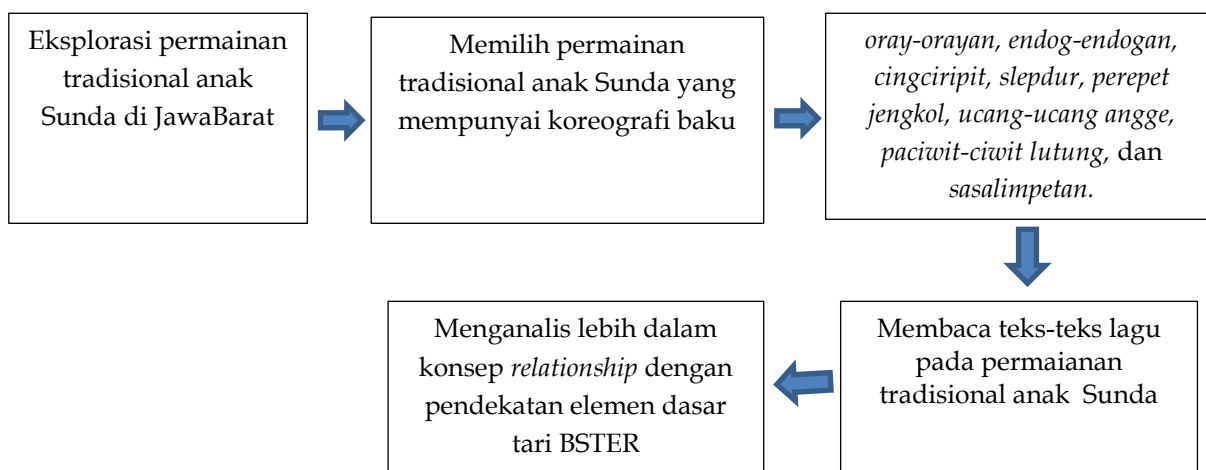 Eksplorasi permainan
tradisional anak
Sunda di JawaBarat
Memilih permainan
tradisional anak Sunda yang
mempunyai koreografi baku
oray-orayan, endog-endogan,
cingciripit, slepdur, perepet
jengkol, ucang-ucang angge,
paciwit-ciwit lutung, dan
sasalimpetan.
Membaca teks-teks lagu
pada permaianan
tradisional anak Sunda
Menganalis lebih dalam
konsep relationship dengan
pendekatan elemen dasar
tari BSTER